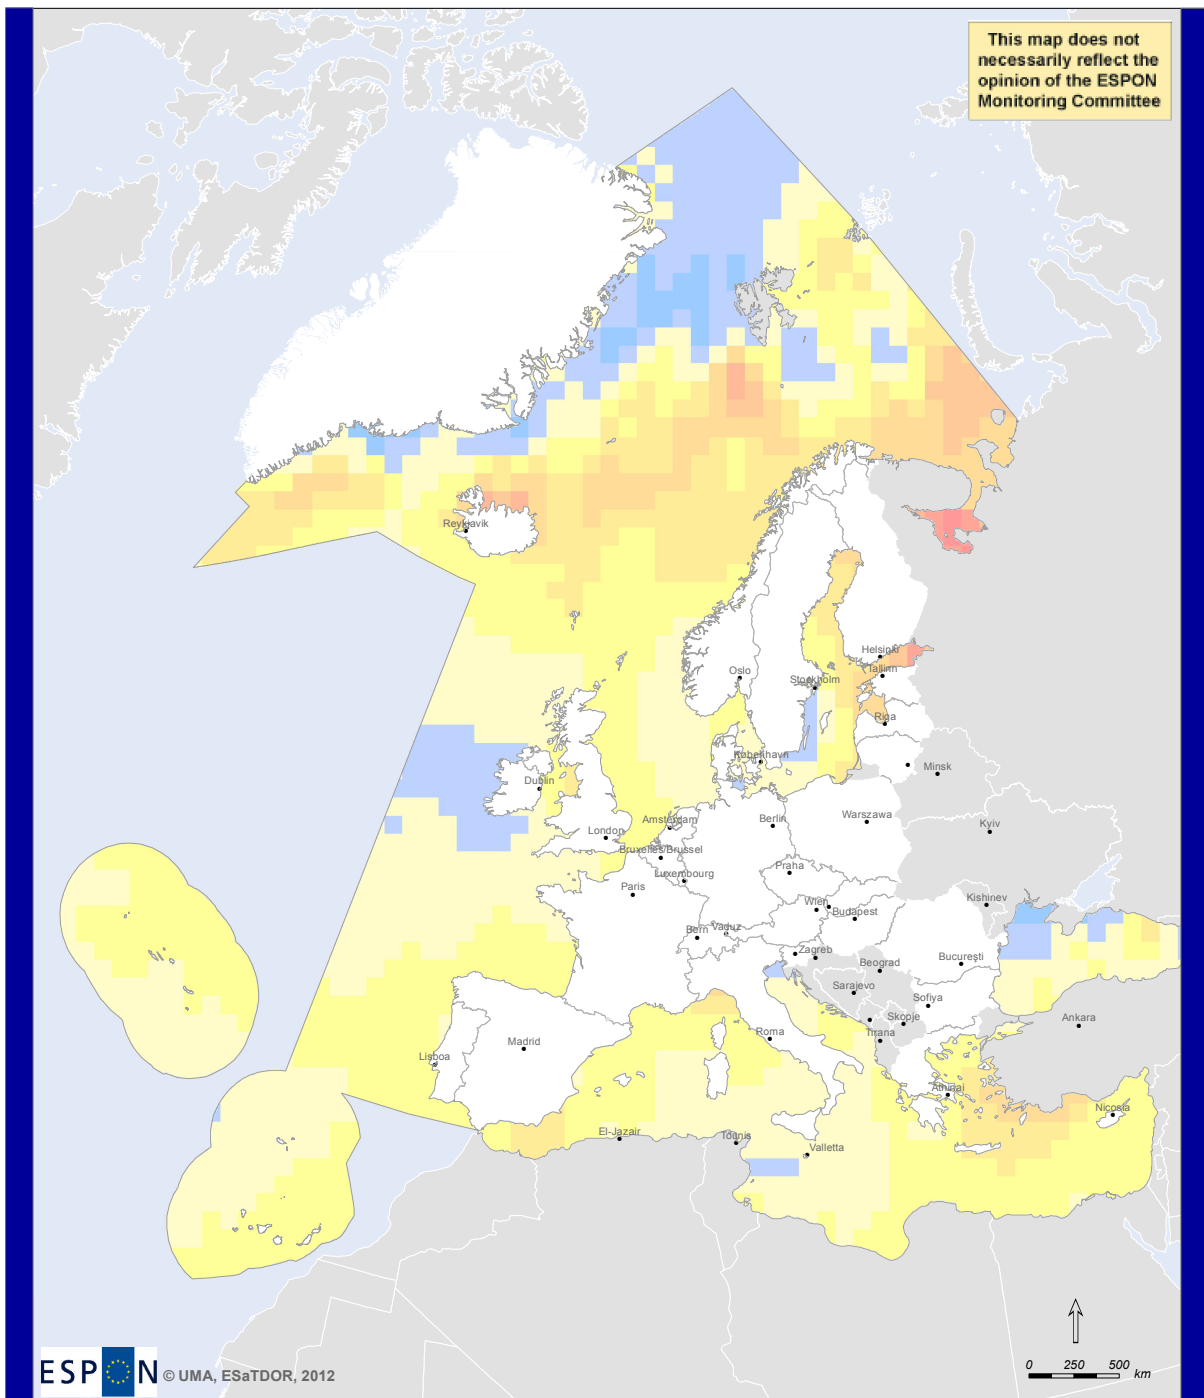 This map does not
necessarily reflect the
opinion of the ESPON
Monitoring Committee
Reykjavik
Helsinki
Tallinn
Oslo
Stockholm
Riga
København
Minsk
Dublin
Amsterdam
Berlin
Warszawa
London
Kyiv
Bruxelles/Brussel
Luxembourg
Praha
Paris
Kishinev
Wien
Budapest
Bern
Vaduz
Zagreb
Beograd
Bucureşti
Sarajevo
Sofiya
Skopje
Ankara
Roma
Tirana
Madrid
Lisboa
Athinai
Nicosia
El-Jazair
Tounis
Valletta
0 250 500 km
ESPON © UMA, ESaTDOR, 2012